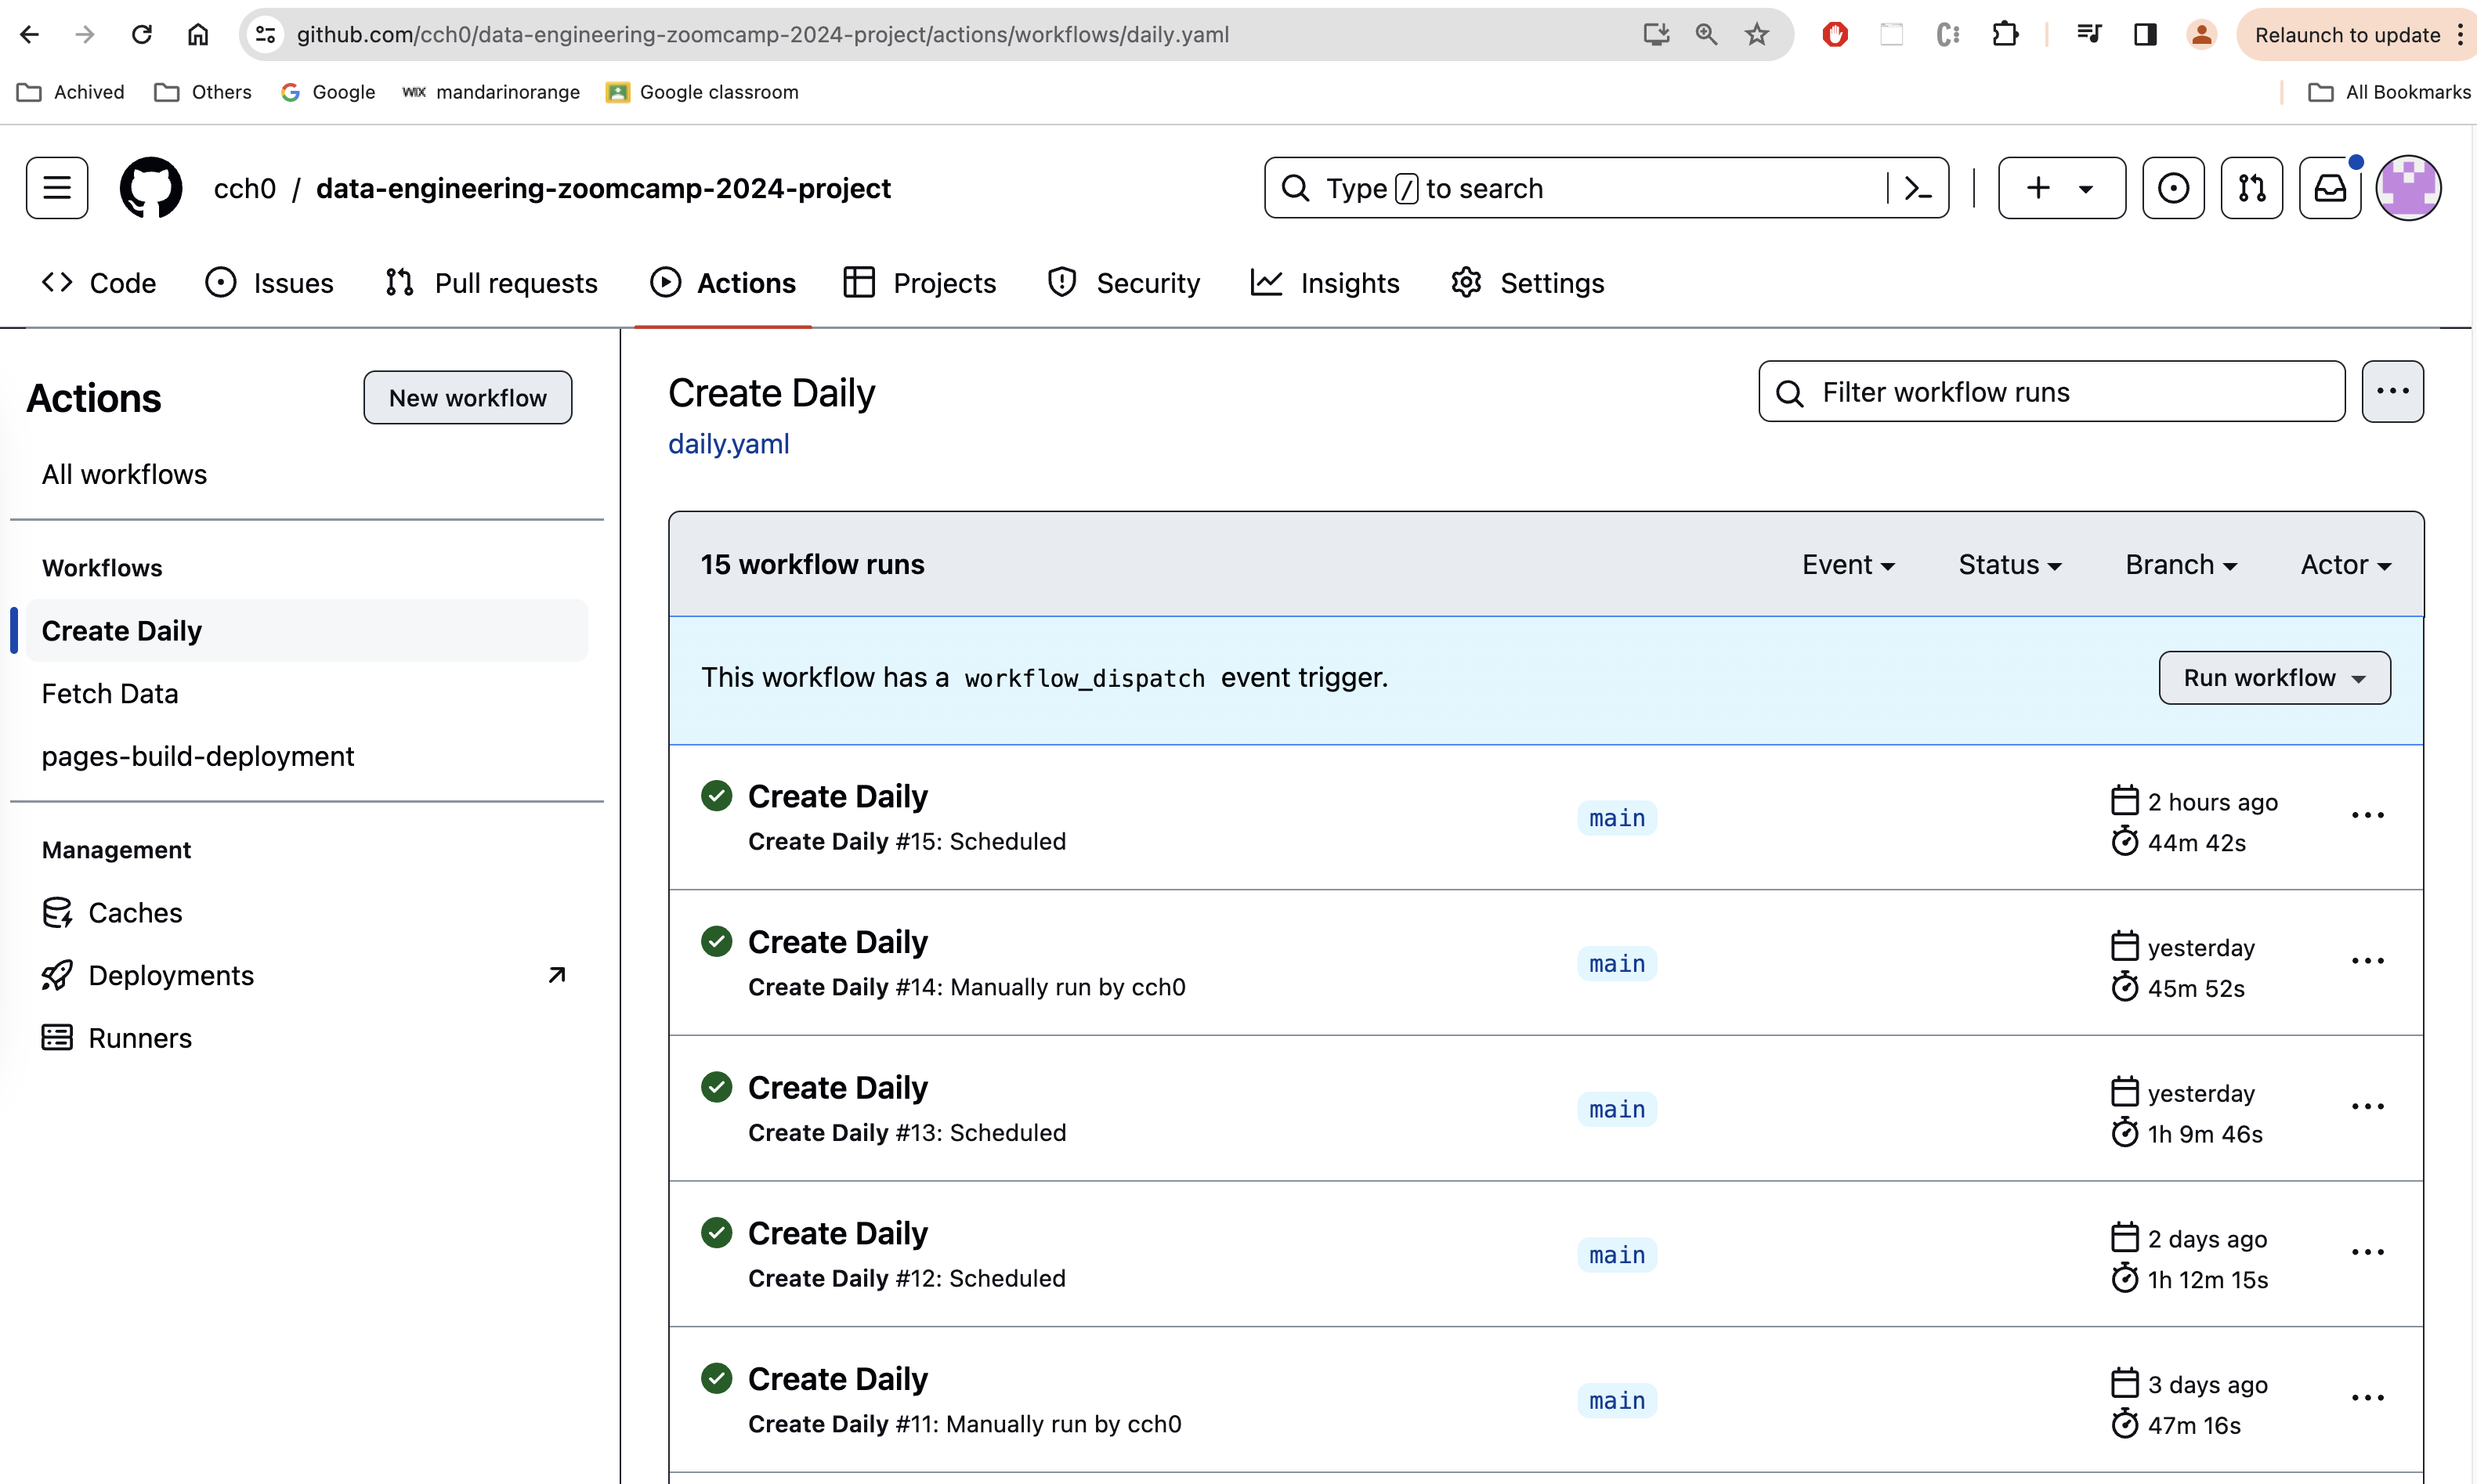 github.com/cch0/data-engineering-zoomcamp-2024-project/actions/workflows/daily.yaml
Relaunch to update
Achived
Others
Google
WIX mandarinorange
Google classroom
All Bookmarks
cch0 / data-engineering-zoomcamp-2024-project
Type / to search
Code
Issues
Pull requests
Actions
Projects
Security
Insights
Settings
Actions
New workflow
All workflows
Workflows
Create Daily
Fetch Data
pages-build-deployment
Management
Caches
Deployments
Runners
Create Daily
daily.yaml
Filter workflow runs
15 workflow runs
Event
Status
Branch
Actor
This workflow has a workflow_dispatch event trigger.
Run workflow
Create Daily
Create Daily #15: Scheduled
main
2 hours ago
44m 42s
Create Daily
Create Daily #14: Manually run by cch0
main
yesterday
45m 52s
Create Daily
Create Daily #13: Scheduled
main
yesterday
1h 9m 46s
Create Daily
Create Daily #12: Scheduled
main
2 days ago
1h 12m 15s
Create Daily
Create Daily #11: Manually run by cch0
main
3 days ago
47m 16s